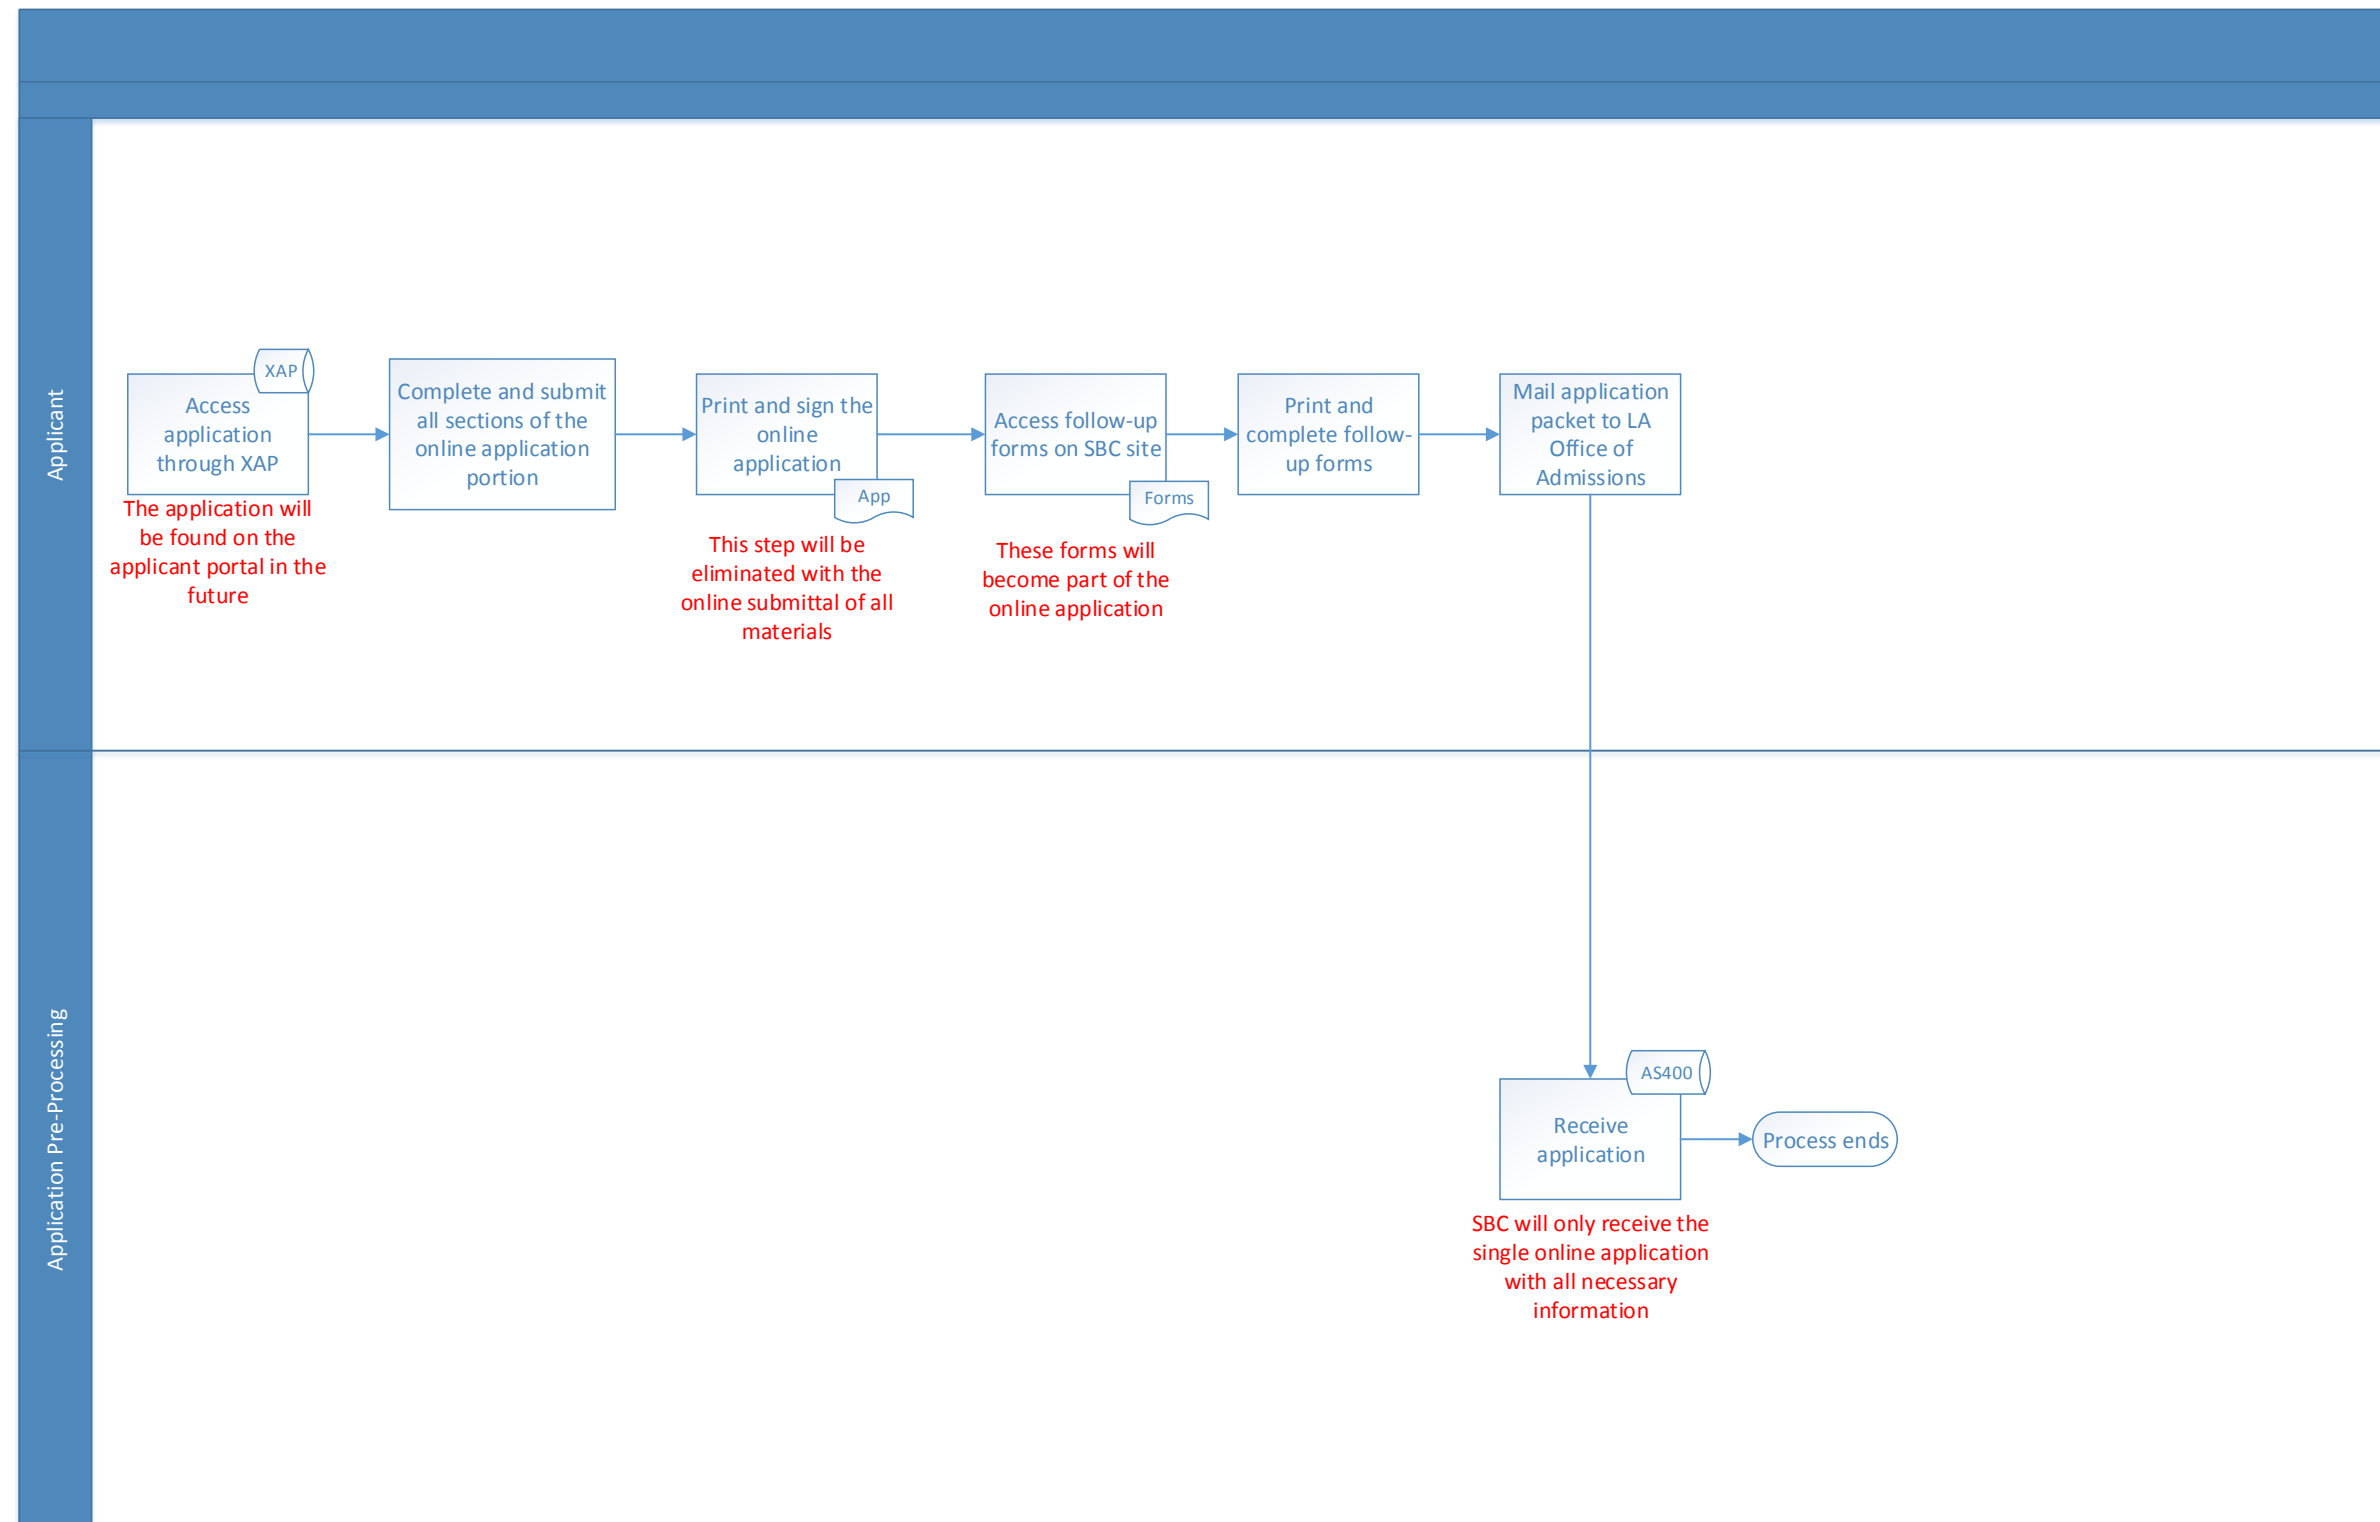 Applicant
XAP
Access
application
through XAP
The application will
be found on the
applicant portal in the
future
Complete and submit
all sections of the
online application
portion
Print and sign the
online
application
App
This step will be
eliminated with the
online submittal of all
materials
Access follow-up
forms on SBC site
Forms
These forms will
become part of the
online application
Print and
complete follow-
up forms
Mail application
packet to LA
Office of
Admissions
Application Pre-Processing
AS400
Receive
application
SBC will only receive the
single online application
with all necessary
information
Process ends